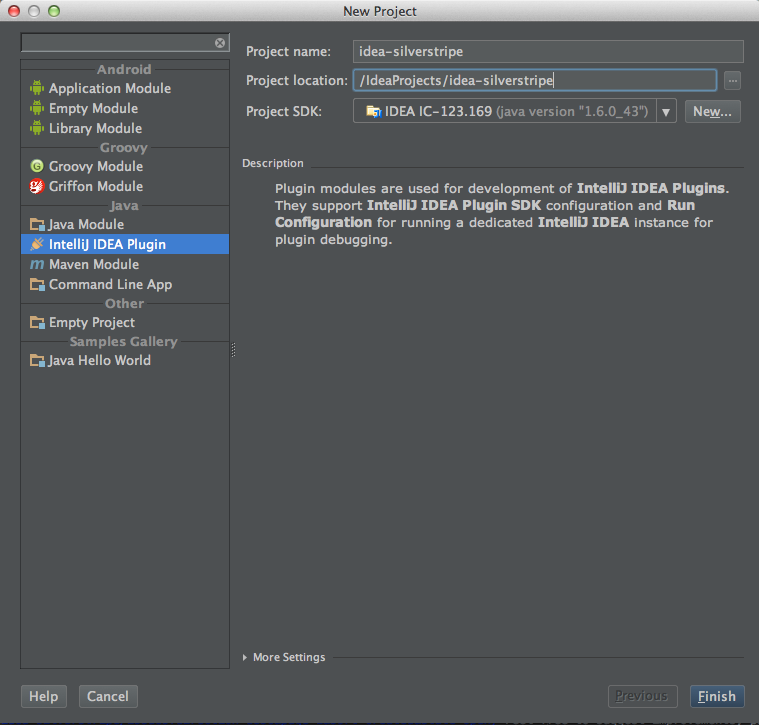 New Project
Android
Application Module
Empty Module
Library Module
Groovy
Groovy Module
Griffon Module
Java
Java Module
IntelliJ IDEA Plugin
Maven Module
Command Line App
Other
Empty Project
Samples Gallery
Java Hello World
Project name: idea-silverstripe
Project location: /IdeaProjects/idea-silverstripe ...
Project SDK: IDEA IC-123.169 (java version "1.6.0_43") New...
Description
Plugin modules are used for development of IntelliJ IDEA Plugins.
They support IntelliJ IDEA Plugin SDK configuration and Run
Configuration for running a dedicated IntelliJ IDEA instance for
plugin debugging.
More Settings
Help Cancel Previous Finish